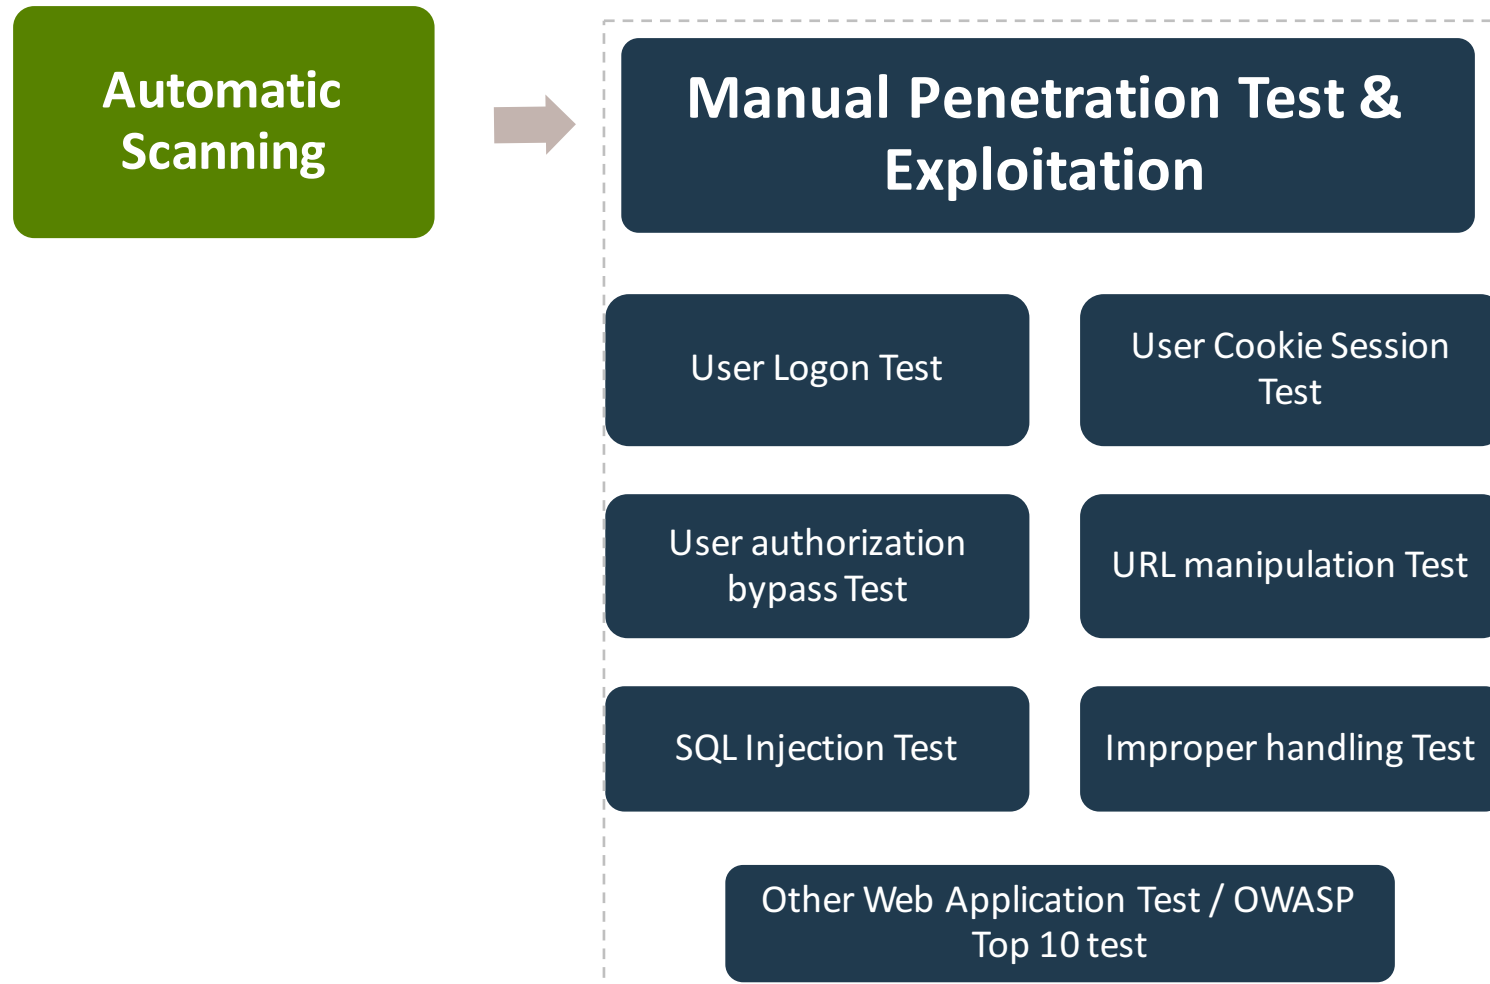 Automatic
Scanning
Manual Penetration Test &
Exploitation
User Logon Test
User Cookie Session
Test
User authorization
bypass Test
URL manipulation Test
SQL Injection Test
Improper handling Test
Other Web Application Test / OWASP
Top 10 test